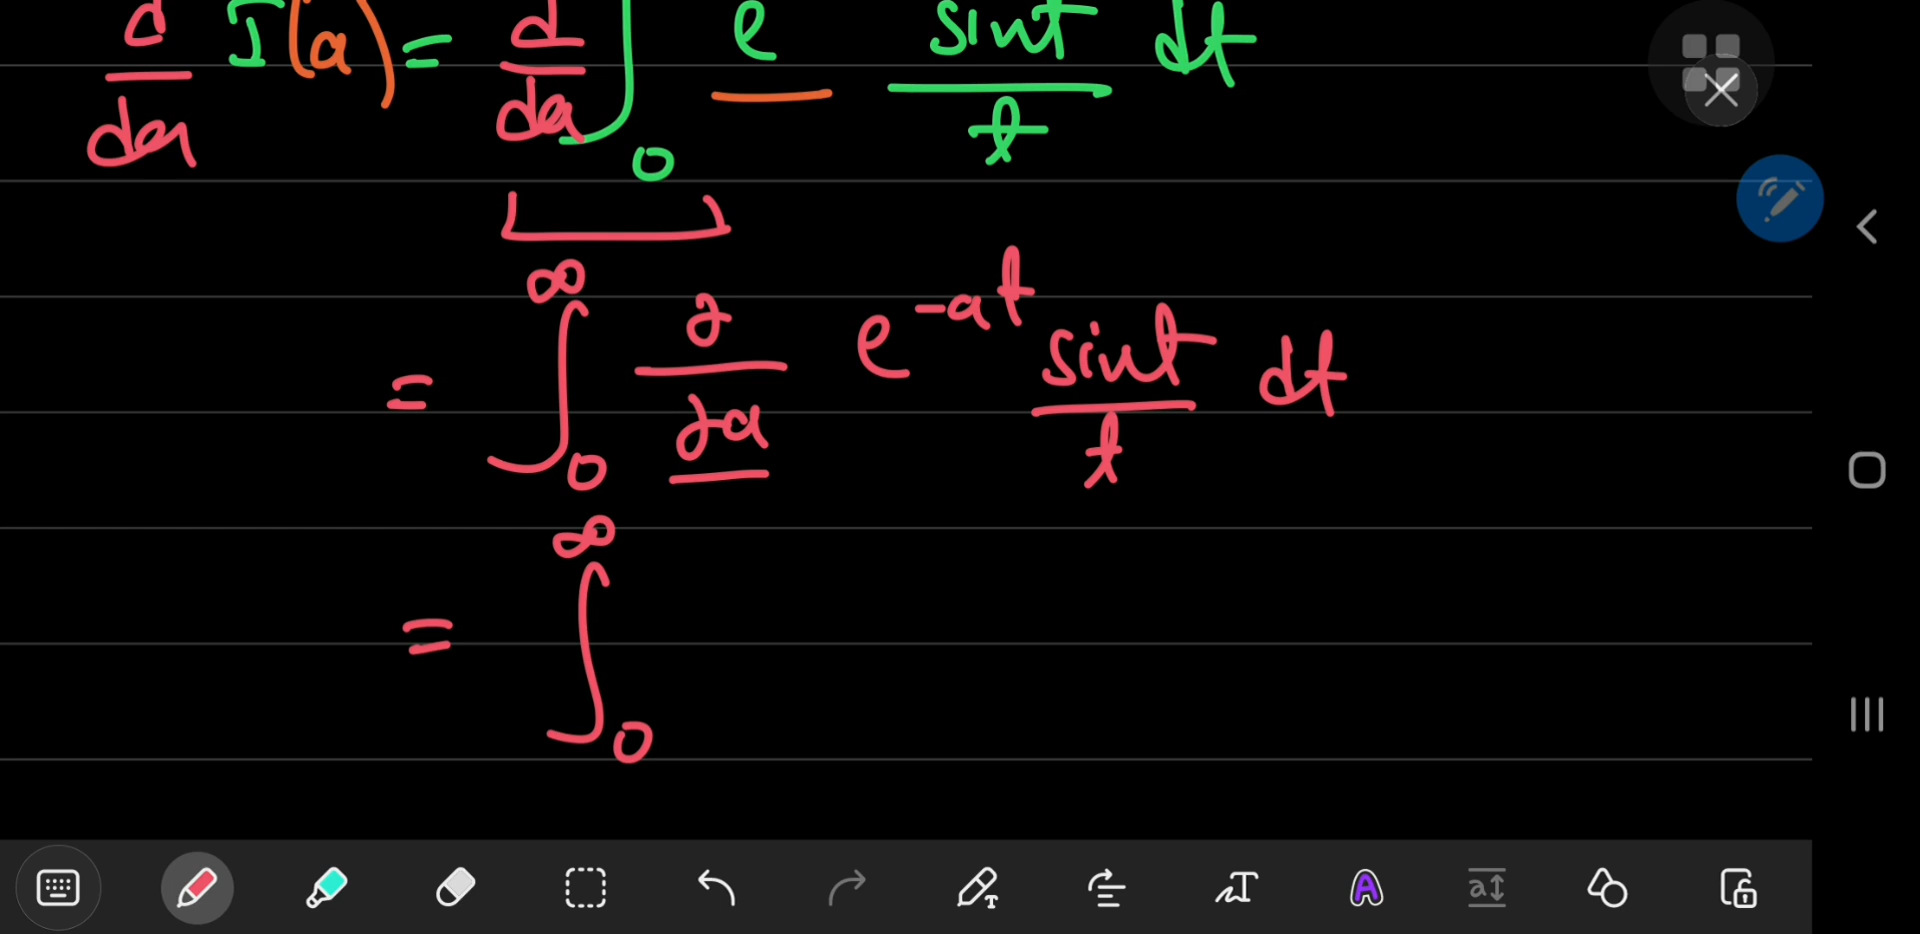 d/da I(a) = d/da ∫₀ e sint/t dt
= ∫₀^∞ ∂/∂a e^(-at) sint/t dt
= ∫₀^∞